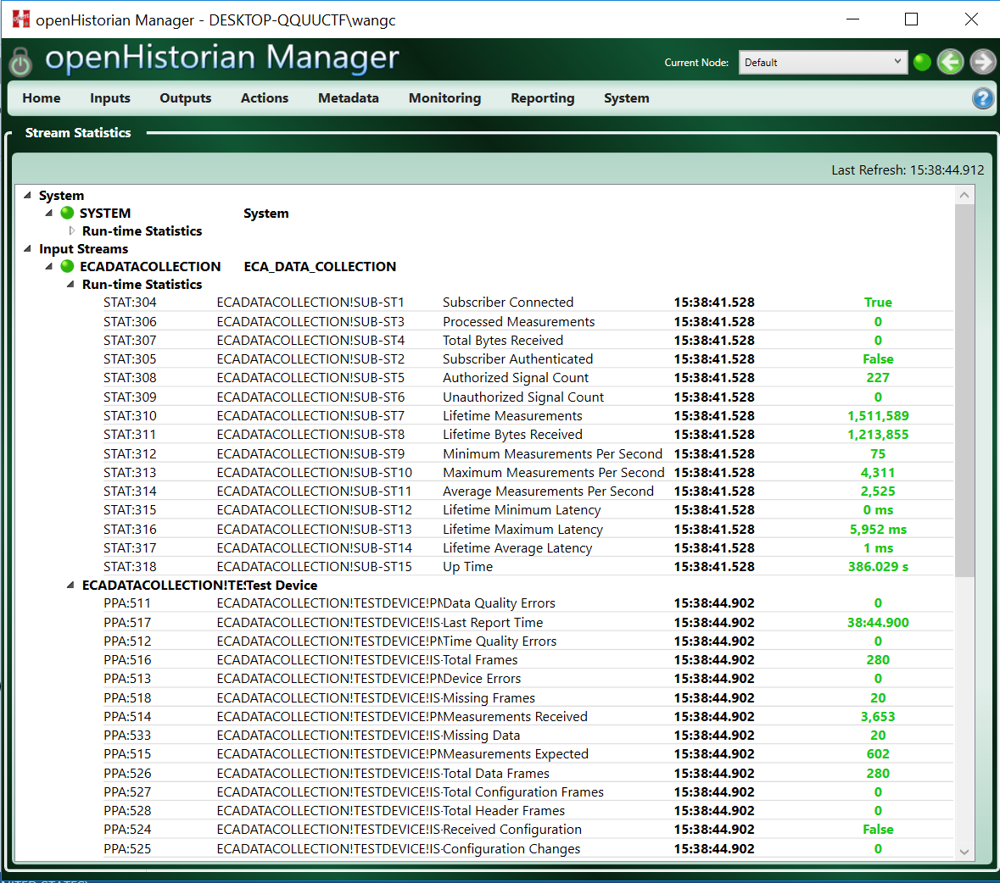 openHistorian Manager - DESKTOP-QQUUCTF\wangc
openHistorian Manager
Current Node: Default
Home Inputs Outputs Actions Metadata Monitoring Reporting System
Stream Statistics
Last Refresh: 15:38:44.912
System
SYSTEM System
Run-time Statistics
Input Streams
ECADATACOLLECTION ECA_DATA_COLLECTION
Run-time Statistics
STAT:304 ECADATACOLLECTION!SUB-ST1 Subscriber Connected 15:38:41.528 True
STAT:306 ECADATACOLLECTION!SUB-ST3 Processed Measurements 15:38:41.528 0
STAT:307 ECADATACOLLECTION!SUB-ST4 Total Bytes Received 15:38:41.528 0
STAT:305 ECADATACOLLECTION!SUB-ST2 Subscriber Authenticated 15:38:41.528 False
STAT:308 ECADATACOLLECTION!SUB-ST5 Authorized Signal Count 15:38:41.528 227
STAT:309 ECADATACOLLECTION!SUB-ST6 Unauthorized Signal Count 15:38:41.528 0
STAT:310 ECADATACOLLECTION!SUB-ST7 Lifetime Measurements 15:38:41.528 1,511,589
STAT:311 ECADATACOLLECTION!SUB-ST8 Lifetime Bytes Received 15:38:41.528 1,213,855
STAT:312 ECADATACOLLECTION!SUB-ST9 Minimum Measurements Per Second 15:38:41.528 75
STAT:313 ECADATACOLLECTION!SUB-ST10 Maximum Measurements Per Second 15:38:41.528 4,311
STAT:314 ECADATACOLLECTION!SUB-ST11 Average Measurements Per Second 15:38:41.528 2,525
STAT:315 ECADATACOLLECTION!SUB-ST12 Lifetime Minimum Latency 15:38:41.528 0 ms
STAT:316 ECADATACOLLECTION!SUB-ST13 Lifetime Maximum Latency 15:38:41.528 5,952 ms
STAT:317 ECADATACOLLECTION!SUB-ST14 Lifetime Average Latency 15:38:41.528 1 ms
STAT:318 ECADATACOLLECTION!SUB-ST15 Up Time 15:38:41.528 386.029 s
ECADATACOLLECTION!TE Test Device
PPA:511 ECADATACOLLECTION!TESTDEVICE!PM Data Quality Errors 15:38:44.902 0
PPA:517 ECADATACOLLECTION!TESTDEVICE!IS- Last Report Time 15:38:44.902 38:44.900
PPA:512 ECADATACOLLECTION!TESTDEVICE!PM Time Quality Errors 15:38:44.902 0
PPA:516 ECADATACOLLECTION!TESTDEVICE!IS- Total Frames 15:38:44.902 280
PPA:513 ECADATACOLLECTION!TESTDEVICE!PM Device Errors 15:38:44.902 0
PPA:518 ECADATACOLLECTION!TESTDEVICE!IS- Missing Frames 15:38:44.902 20
PPA:514 ECADATACOLLECTION!TESTDEVICE!PM Measurements Received 15:38:44.902 3,653
PPA:533 ECADATACOLLECTION!TESTDEVICE!IS- Missing Data 15:38:44.902 20
PPA:515 ECADATACOLLECTION!TESTDEVICE!PM Measurements Expected 15:38:44.902 602
PPA:526 ECADATACOLLECTION!TESTDEVICE!IS- Total Data Frames 15:38:44.902 280
PPA:527 ECADATACOLLECTION!TESTDEVICE!IS- Total Configuration Frames 15:38:44.902 0
PPA:528 ECADATACOLLECTION!TESTDEVICE!IS- Total Header Frames 15:38:44.902 0
PPA:524 ECADATACOLLECTION!TESTDEVICE!IS- Received Configuration 15:38:44.902 False
PPA:525 ECADATACOLLECTION!TESTDEVICE!IS- Configuration Changes 15:38:44.902 0